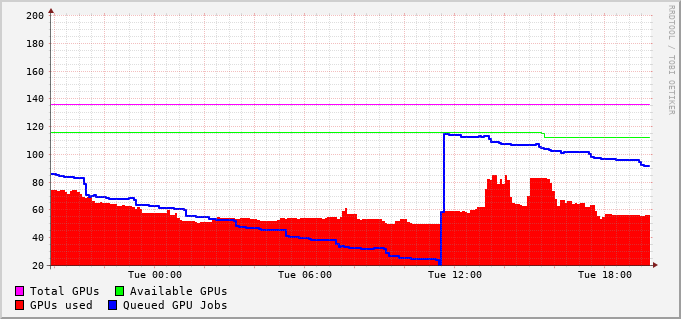 200
180
160
140
120
100
80
60
40
20
Tue 00:00 Tue 06:00 Tue 12:00 Tue 18:00
Total GPUs Available GPUs
GPUs used Queued GPU Jobs
RRDTOOL / TOBI OETIKER